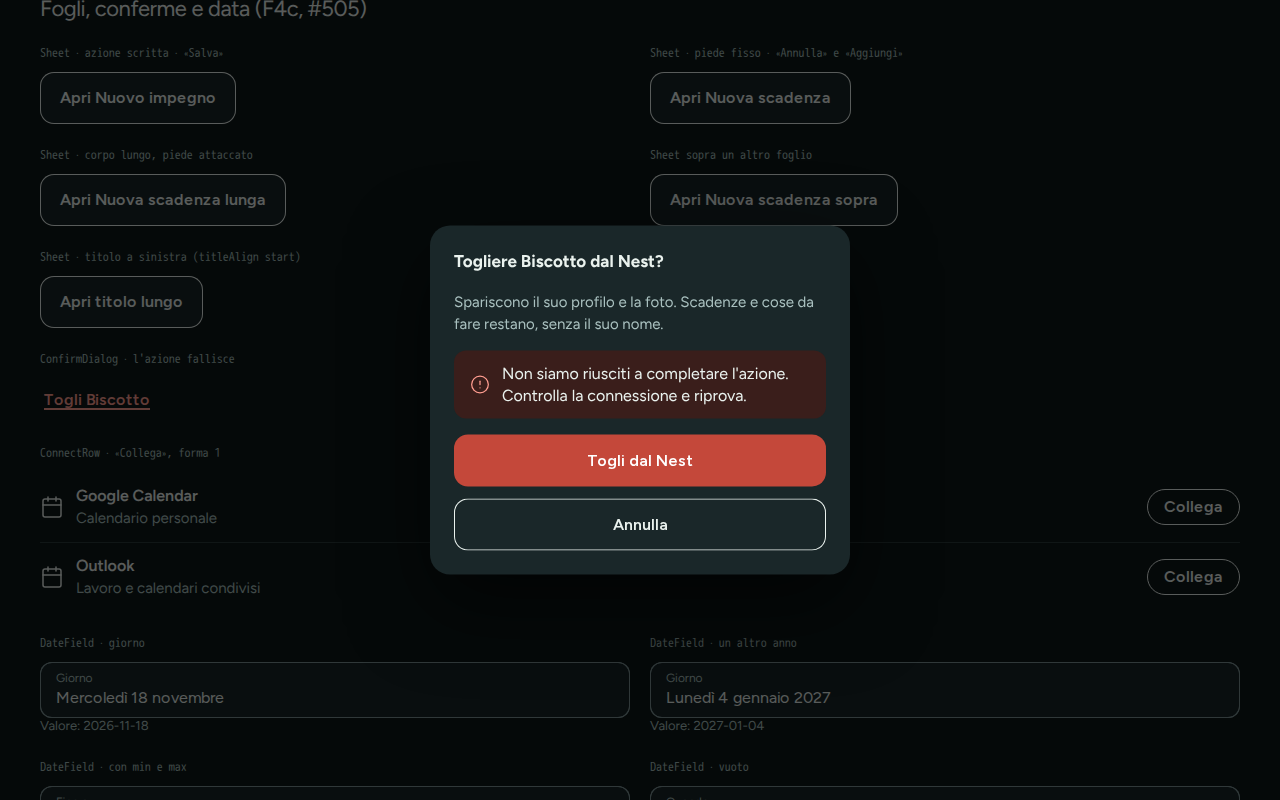 Fogli, conferme e data (F4c, #505)
Sheet · azione scritta · «Salva»
Sheet · piede fisso · «Annulla» e «Aggiungi»
Apri Nuovo impegno
Apri Nuova scadenza
Sheet · corpo lungo, piede attaccato
Sheet sopra un altro foglio
Apri Nuova scadenza lunga
Apri Nuova scadenza sopra
Sheet · titolo a sinistra (titleAlign start)
Apri titolo lungo
ConfirmDialog · l'azione fallisce
Togli Biscotto
Togliere Biscotto dal Nest?
Spariscono il suo profilo e la foto. Scadenze e cose da
fare restano, senza il suo nome.
Non siamo riusciti a completare l'azione.
Controlla la connessione e riprova.
Togli dal Nest
Annulla
ConnectRow · «Collega», forma 1
Google Calendar
Calendario personale
Collega
Outlook
Lavoro e calendari condivisi
Collega
DateField · giorno
DateField · un altro anno
Giorno
Mercoledì 18 novembre
Giorno
Lunedì 4 gennaio 2027
Valore: 2026-11-18
Valore: 2027-01-04
DateField · con min e max
DateField · vuoto